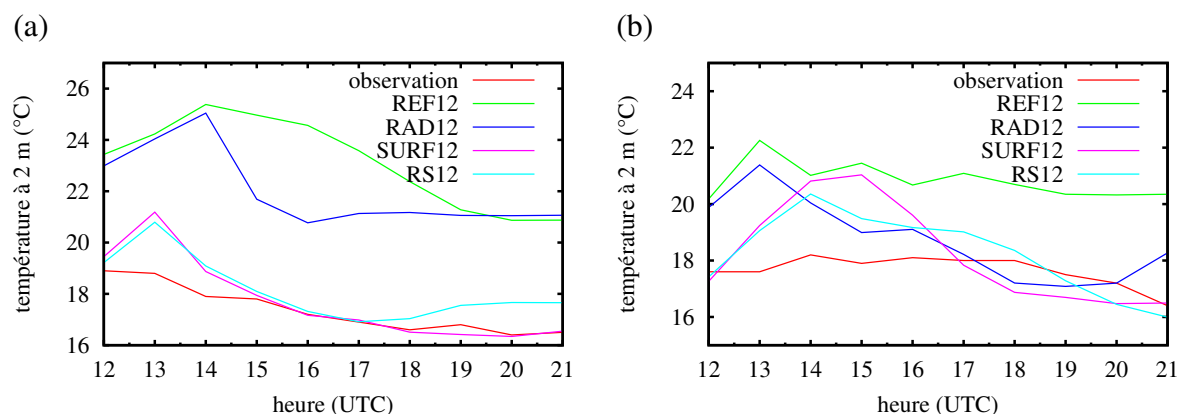 (a)
observation
REF12
RAD12
SURF12
RS12
26
24
22
20
18
16
12 13 14 15 16 17 18 19 20 21
température à 2 m (°C)
heure (UTC)
(b)
observation
REF12
RAD12
SURF12
RS12
24
22
20
18
16
12 13 14 15 16 17 18 19 20 21
température à 2 m (°C)
heure (UTC)